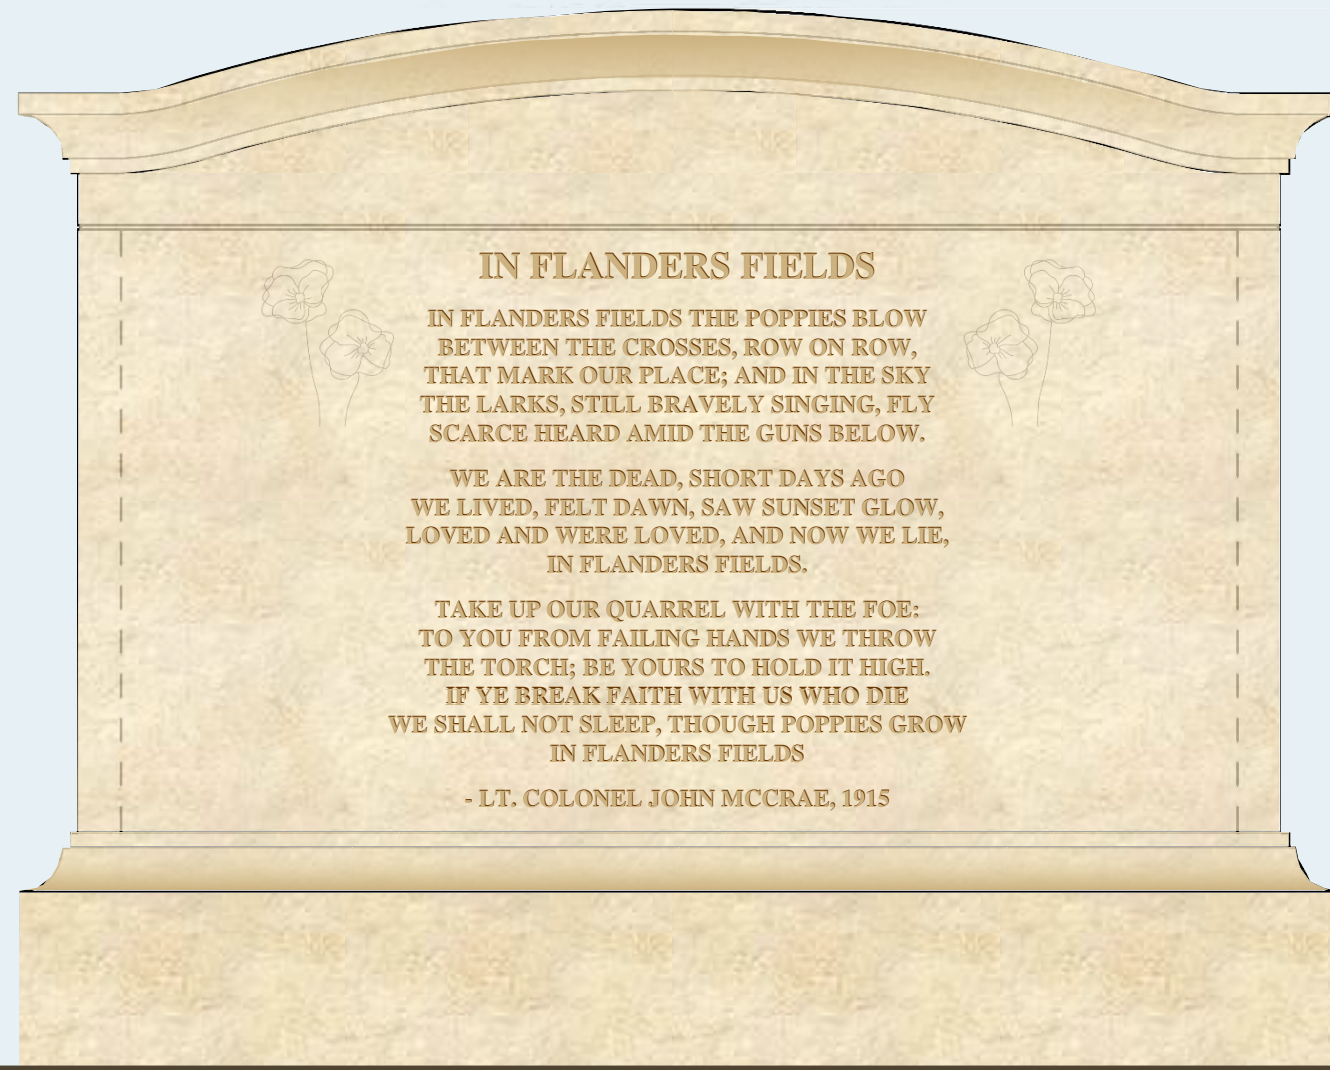 IN FLANDERS FIELDS
IN FLANDERS FIELDS THE POPPIES BLOW
BETWEEN THE CROSSES, ROW ON ROW,
THAT MARK OUR PLACE; AND IN THE SKY
THE LARKS, STILL BRAVELY SINGING, FLY
SCARCE HEARD AMID THE GUNS BELOW.
WE ARE THE DEAD, SHORT DAYS AGO
WE LIVED, FELT DAWN, SAW SUNSET GLOW,
LOVED AND WERE LOVED, AND NOW WE LIE,
IN FLANDERS FIELDS.
TAKE UP OUR QUARREL WITH THE FOE:
TO YOU FROM FAILING HANDS WE THROW
THE TORCH; BE YOURS TO HOLD IT HIGH.
IF YE BREAK FAITH WITH US WHO DIE
WE SHALL NOT SLEEP, THOUGH POPPIES GROW
IN FLANDERS FIELDS
- LT. COLONEL JOHN MCCRAE, 1915